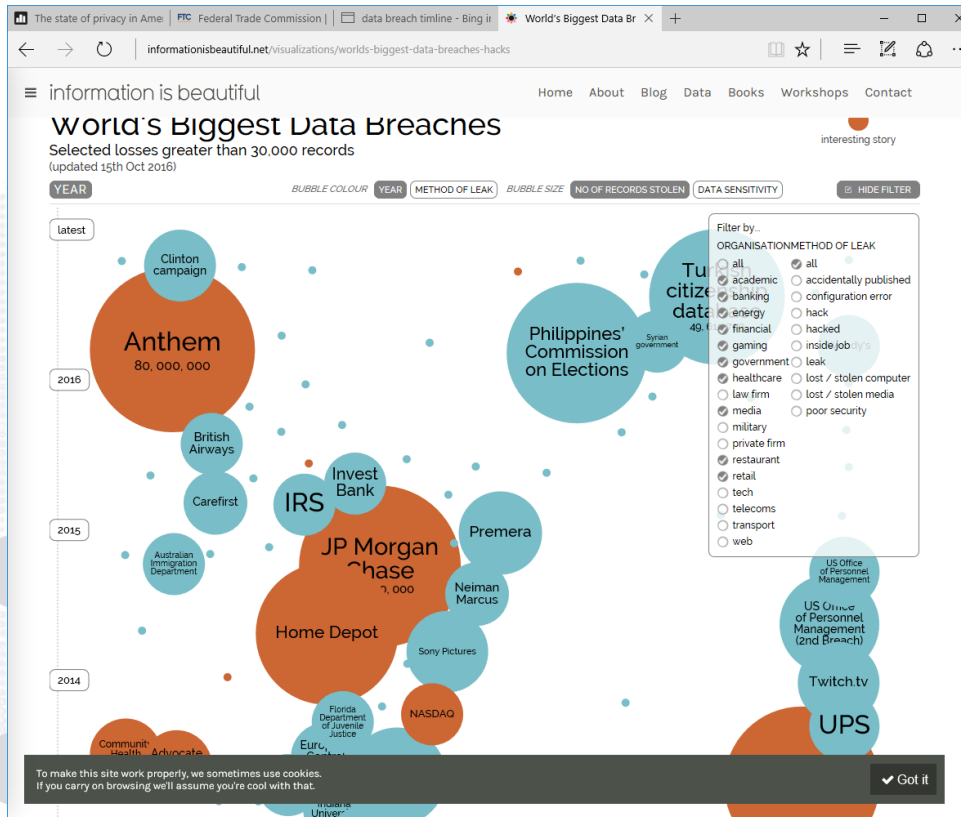 The state of privacy in Amer
FTC Federal Trade Commission |
data breach timline - Bing in
World's Biggest Data Br
informationisbeautiful.net/visualizations/worlds-biggest-data-breaches-hacks
information is beautiful
Home About Blog Data Books Workshops Contact
World's Biggest Data Breaches
Selected losses greater than 30,000 records
(updated 15th Oct 2016)
interesting story
YEAR
BUBBLE COLOUR YEAR METHOD OF LEAK BUBBLE SIZE NO OF RECORDS STOLEN DATA SENSITIVITY
HIDE FILTER
latest
Clinton
campaign
Anthem
80, 000, 000
Philippines'
Commission
on Elections
Syrian
government
Turkish
citizenship
database
Filter by...
ORGANISATION METHOD OF LEAK
all all
academic accidentally published
banking configuration error
energy hack
financial hacked
gaming inside job
government leak
healthcare lost / stolen computer
law firm lost / stolen media
media poor security
military
private firm
restaurant
retail
tech
telecoms
transport
web
2016
British
Airways
Carefirst
IRS
Invest
Bank
2015
Australian
Immigration
Department
JP Morgan
Chase
Premera
Neiman
Marcus
Home Depot
Sony Pictures
US Office
of Personnel
Management
US Office
of Personnel
Management
(2nd Breach)
Twitch.tv
UPS
2014
NASDAQ
Florida
Department
of Juvenile
Justice
Community
Health
Advocate
Indiana
To make this site work properly, we sometimes use cookies.
If you carry on browsing we'll assume you're cool with that.
Got it